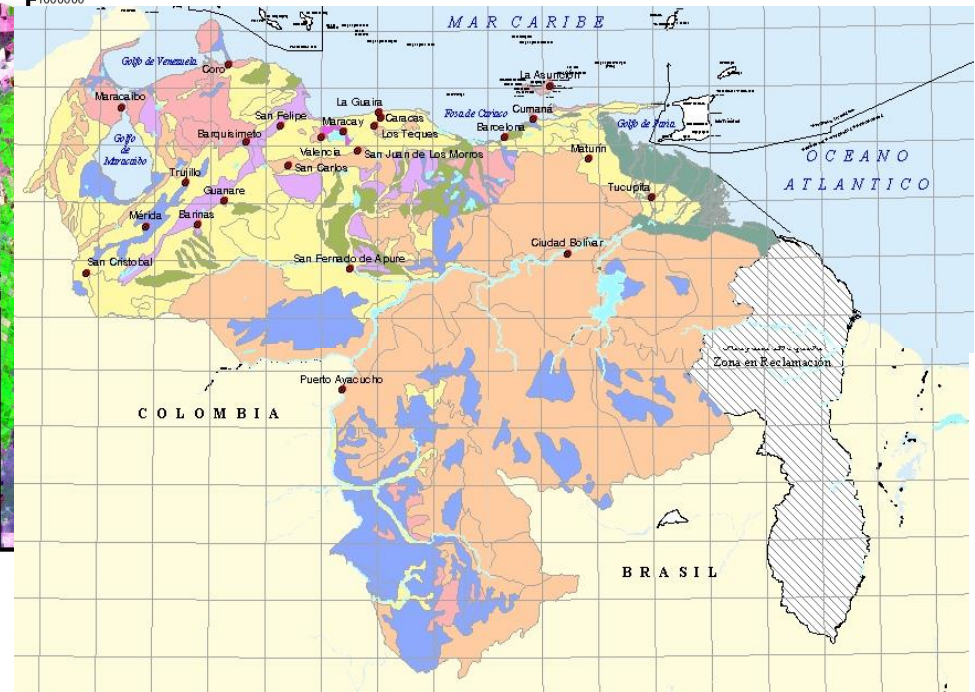 MAR CARIBE
Golfo de Venezuela
Coro
La Asunción
Maracaibo
La Guaira
Caracas
Fosa de Cariaco
Cumaná
San Felipe
Maracay
Golfo de Paria
Barquisimeto
Los Teques
Barcelona
Golfo
de
Maracaibo
Valencia
San Juan de Los Morros
Maturín
OCEANO
ATLANTICO
Trujillo
San Carlos
Guanare
Tucupita
Mérida
Barinas
Ciudad Bolívar
San Cristobal
San Fernado de Apure
Zona en Reclamación
Puerto Ayacucho
COLOMBIA
BRASIL